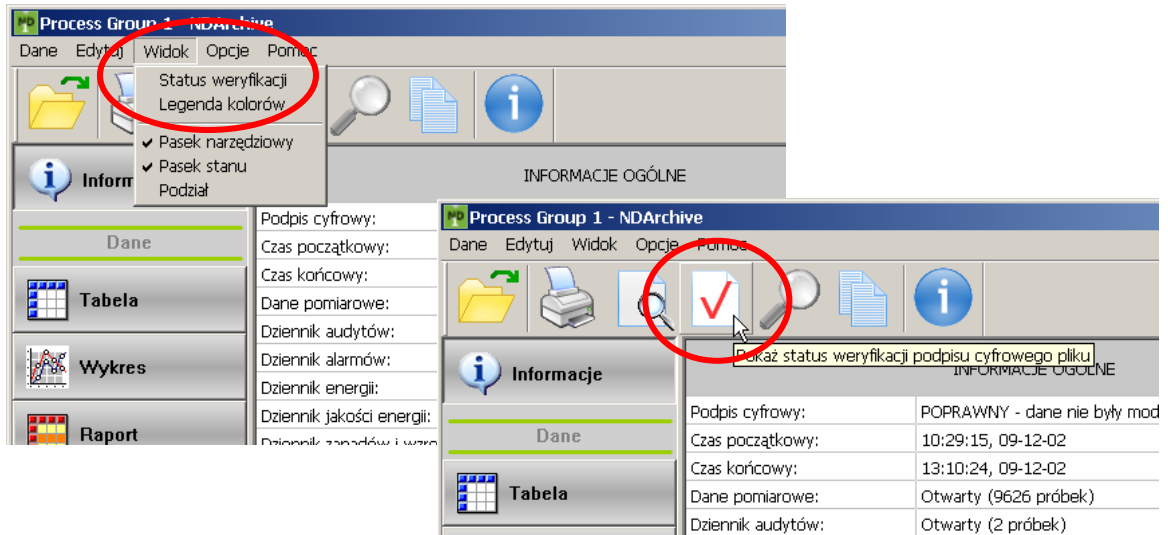 Process Group 1 - NDArchive
Dane Edytuj Widok Opcje Pomoc
Status weryfikacji
Legenda kolorów
Pasek narzędziowy
Pasek stanu
Podział
INFORMACJE OGÓLNE
Dane
Tabela
Wykres
Raport
Podpis cyfrowy:
Czas początkowy:
Czas końcowy:
Dane pomiarowe:
Dziennik audytów:
Dziennik alarmów:
Dziennik energii:
Dziennik jakości energii:
Process Group 1 - NDArchive
Dane Edytuj Widok Opcje Pomoc
Pokaż status weryfikacji podpisu cyfrowego pliku
INFORMACJE OGÓLNE
Informacje
Dane
Tabela
Podpis cyfrowy: POPRAWNY - dane nie były mod
Czas początkowy: 10:29:15, 09-12-02
Czas końcowy: 13:10:24, 09-12-02
Dane pomiarowe: Otwarty (9626 próbek)
Dziennik audytów: Otwarty (2 próbek)